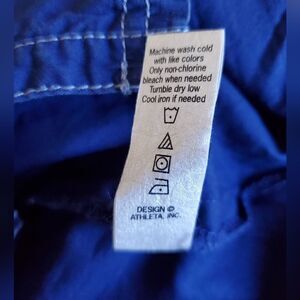 Machine wash cold
with like colors
Only non-chlorine
bleach when needed
Tumble dry low
Cool iron if needed
DESIGN ©
ATHLETA, INC.